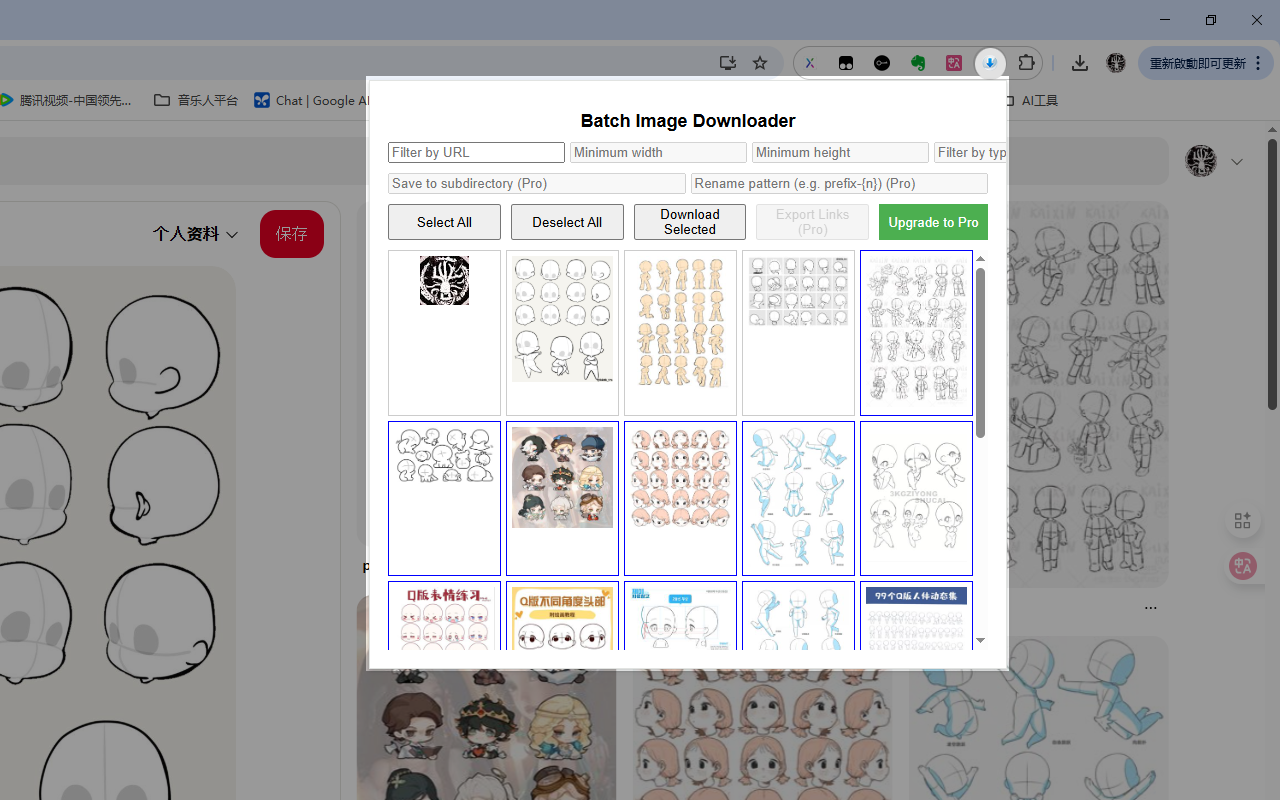 重新啟動即可更新
腾讯视频-中国领先...
音乐人平台
Chat | Google AI
AI工具
Batch Image Downloader
Filter by URL
Minimum width
Minimum height
Filter by typ
Save to subdirectory (Pro)
Rename pattern (e.g. prefix-{n}) (Pro)
Select All
Deselect All
Download Selected
Export Links (Pro)
Upgrade to Pro
个人资料
保存
3KGZIYONG
SHUCAI
Q版表情练习
Q版不同角度头部
99个Q版人体动态集
...